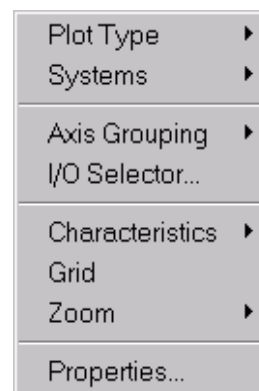 Plot Type
Systems
Axis Grouping
I/O Selector...
Characteristics
Grid
Zoom
Properties...